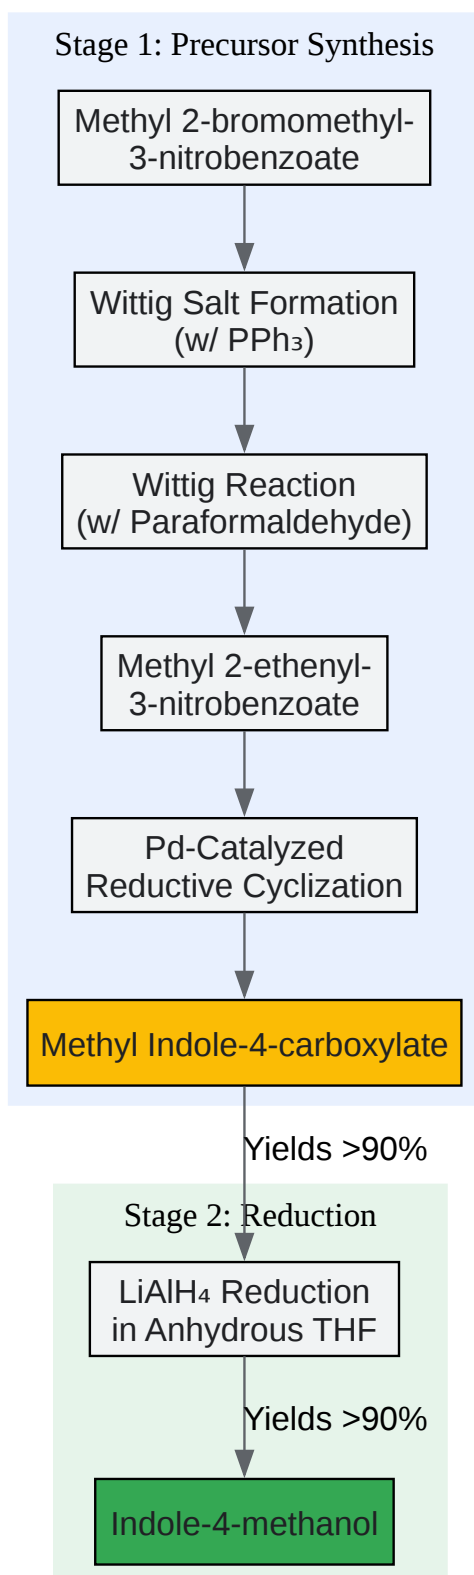 Stage 1: Precursor Synthesis
Methyl 2-bromomethyl-
3-nitrobenzoate
Wittig Salt Formation
(w/ PPh₃)
Wittig Reaction
(w/ Paraformaldehyde)
Methyl 2-ethenyl-
3-nitrobenzoate
Pd-Catalyzed
Reductive Cyclization
Methyl Indole-4-carboxylate
Yields >90%
Stage 2: Reduction
LiAlH₄ Reduction
in Anhydrous THF
Yields >90%
Indole-4-methanol